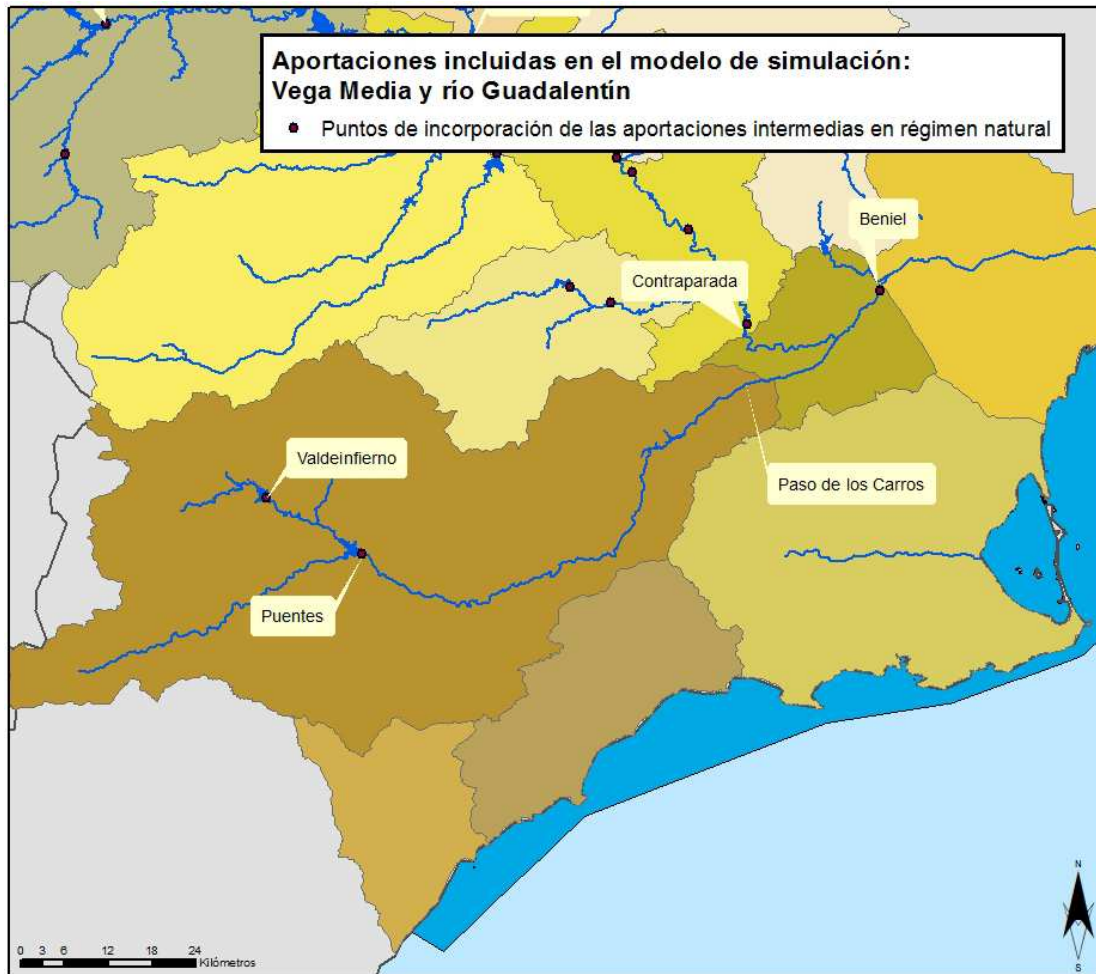 Aportaciones incluidas en el modelo de simulación:
Vega Media y río Guadalentín
Puntos de incorporación de las aportaciones intermedias en régimen natural
Beniel
Contraparada
Valdeinfierno
Paso de los Carros
Puentes
N
S
0 3 6 12 18 24
Kilómetros